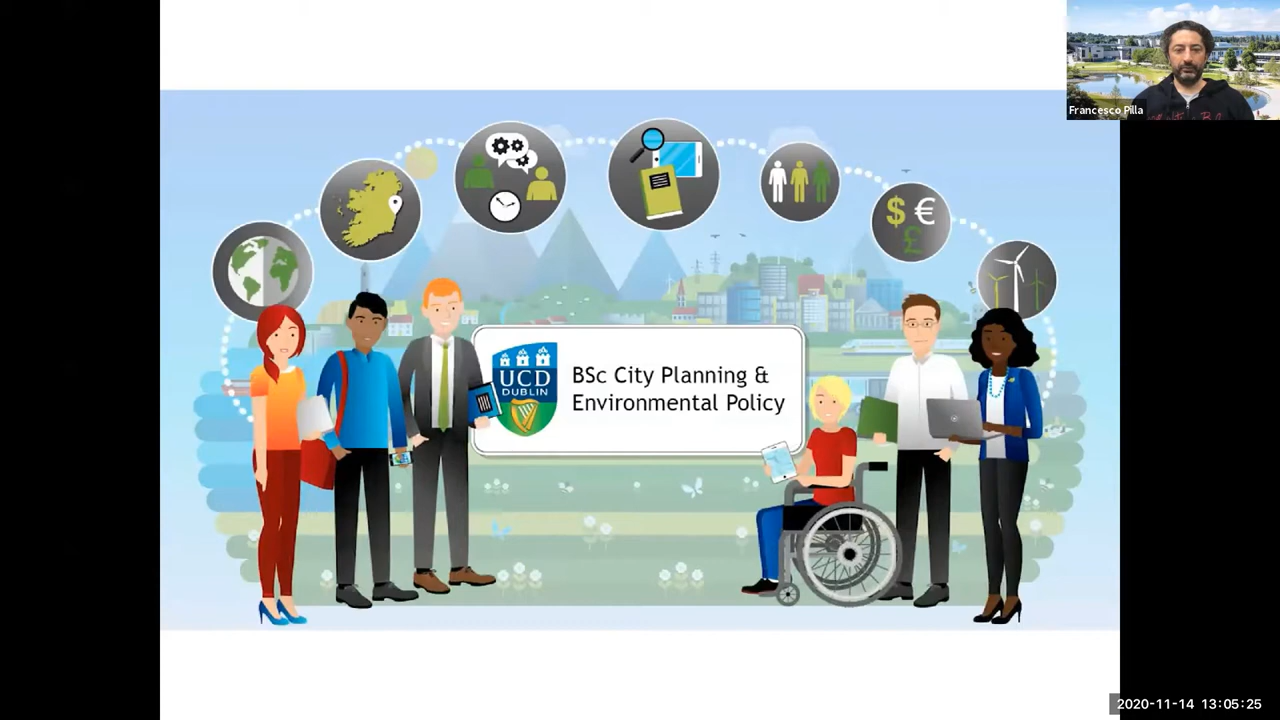 Francesco Pilla
$ €
£
UCD
DUBLIN
BSc City Planning &
Environmental Policy
2020-11-14 13:05:25